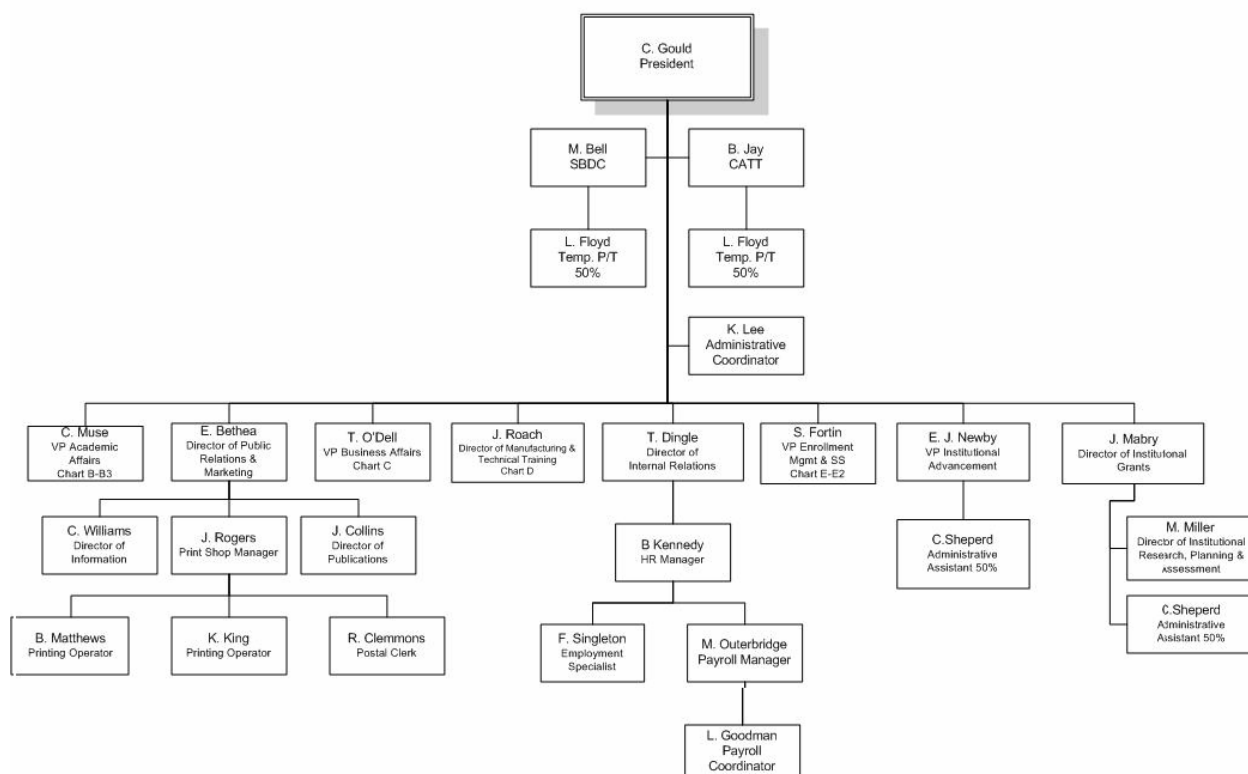 C. Gould
President
M. Bell
SBDC
B. Jay
CATT
L. Floyd
Temp. P/T
50%
L. Floyd
Temp. P/T
50%
K. Lee
Administrative
Coordinator
C. Muse
VP Academic
Affairs
Chart B-B3
E. Bethea
Director of Public
Relations &
Marketing
T. O'Dell
VP Business Affairs
Chart C
J. Roach
Director of Manufacturing &
Technical Training
Chart D
T. Dingle
Director of
Internal Relations
S. Fortin
VP Enrollment
Mgmt & SS
Chart E-E2
E. J. Newby
VP Institutional
Advancement
J. Mabry
Director of Institutional
Grants
C. Williams
Director of
Information
J. Rogers
Print Shop Manager
J. Collins
Director of
Publications
B Kennedy
HR Manager
C.Sheperd
Administrative
Assistant 50%
M. Miller
Director of Institutional
Research, Planning &
Assessment
B. Matthews
Printing Operator
K. King
Printing Operator
R. Clemmons
Postal Clerk
F. Singleton
Employment
Specialist
M. Outerbridge
Payroll Manager
C.Sheperd
Administrative
Assistant 50%
L. Goodman
Payroll
Coordinator